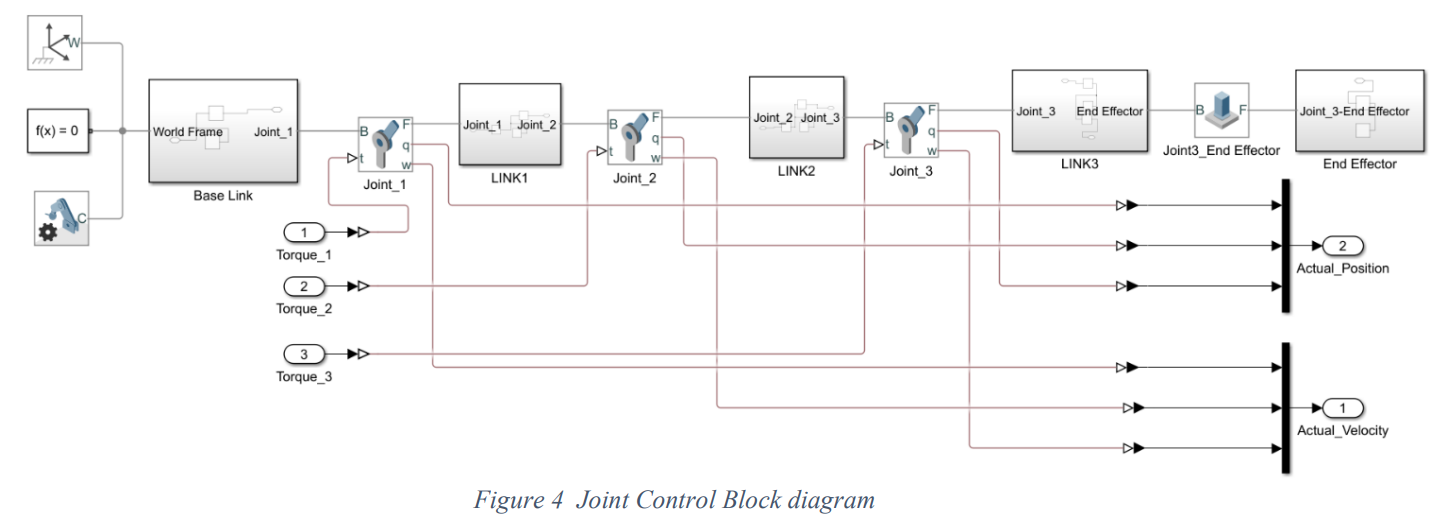 W
f(x) = 0
C
World Frame Joint_1
Base Link
B F
q
t w
Joint_1
Joint_1 Joint_2
LINK1
B F
q
t w
Joint_2
Joint_2 Joint_3
LINK2
B F
q
t w
Joint_3
Joint_3 End Effector
LINK3
B F
Joint3_End Effector
Joint_3-End Effector
End Effector
1
Torque_1
2
Torque_2
3
Torque_3
2
Actual_Position
1
Actual_Velocity
Figure 4 Joint Control Block diagram